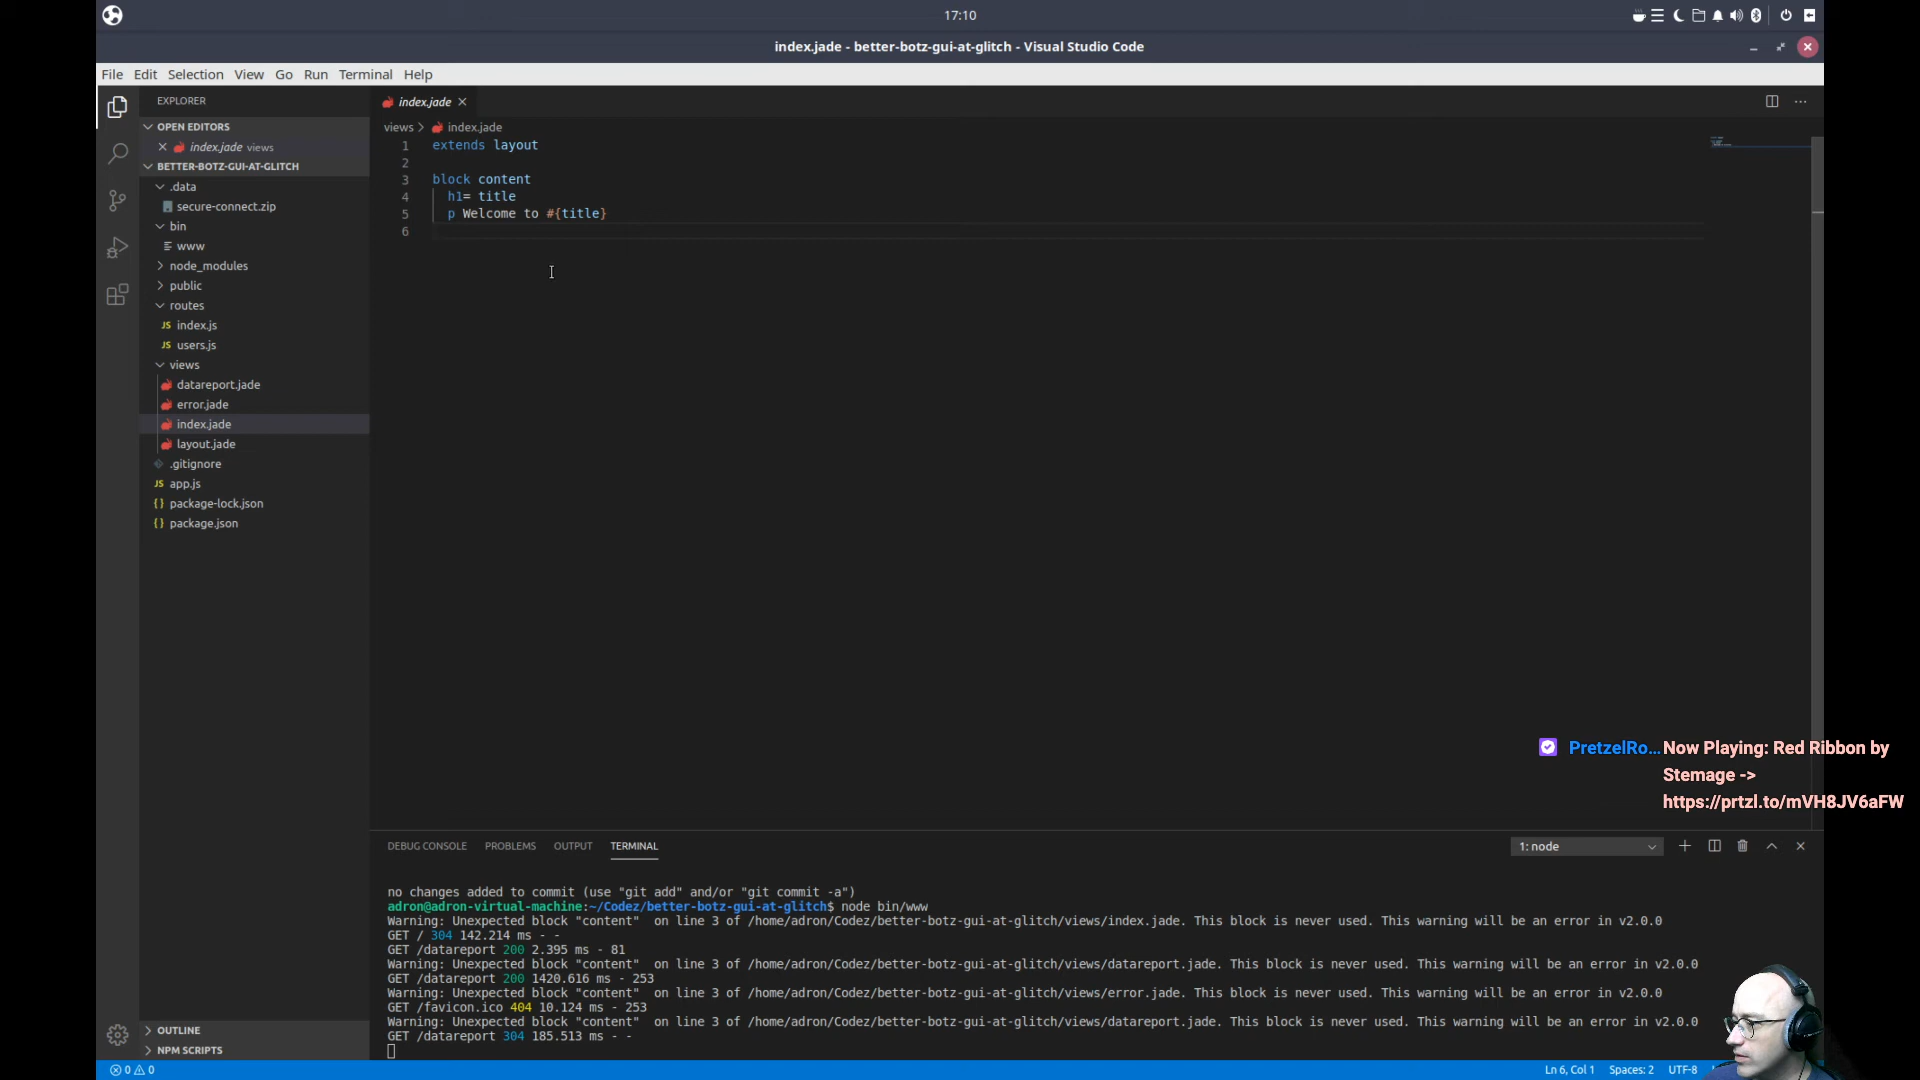 17:10
index.jade - better-botz-gui-at-glitch - Visual Studio Code
File Edit Selection View Go Run Terminal Help
EXPLORER
OPEN EDITORS
index.jade views
BETTER-BOTZ-GUI-AT-GLITCH
.data
secure-connect.zip
bin
www
node_modules
public
routes
JS index.js
JS users.js
views
datareport.jade
error.jade
index.jade
layout.jade
.gitignore
JS app.js
{} package-lock.json
{} package.json
OUTLINE
NPM SCRIPTS
index.jade
views > index.jade
1 extends layout
2
3 block content
4 h1= title
5 p Welcome to #{title}
6
PretzelRo... Now Playing: Red Ribbon by
Stemage ->
https://prtzl.to/mVH8JV6aFW
DEBUG CONSOLE PROBLEMS OUTPUT TERMINAL 1: node
no changes added to commit (use "git add" and/or "git commit -a")
adron@adron-virtual-machine:~/Codez/better-botz-gui-at-glitch$ node bin/www
Warning: Unexpected block "content"  on line 3 of /home/adron/Codez/better-botz-gui-at-glitch/views/index.jade. This block is never used. This warning will be an error in v2.0.0
GET / 304 142.214 ms - -
GET /datareport 200 2.395 ms - 81
Warning: Unexpected block "content"  on line 3 of /home/adron/Codez/better-botz-gui-at-glitch/views/datareport.jade. This block is never used. This warning will be an error in v2.0.0
GET /datareport 200 1420.616 ms - 253
Warning: Unexpected block "content"  on line 3 of /home/adron/Codez/better-botz-gui-at-glitch/views/error.jade. This block is never used. This warning will be an error in v2.0.0
GET /favicon.ico 404 10.124 ms - 253
Warning: Unexpected block "content"  on line 3 of /home/adron/Codez/better-botz-gui-at-glitch/views/datareport.jade. This block is never used. This warning will be an error in v2.0.0
GET /datareport 304 185.513 ms - -
0 0 Ln 6, Col 1 Spaces: 2 UTF-8